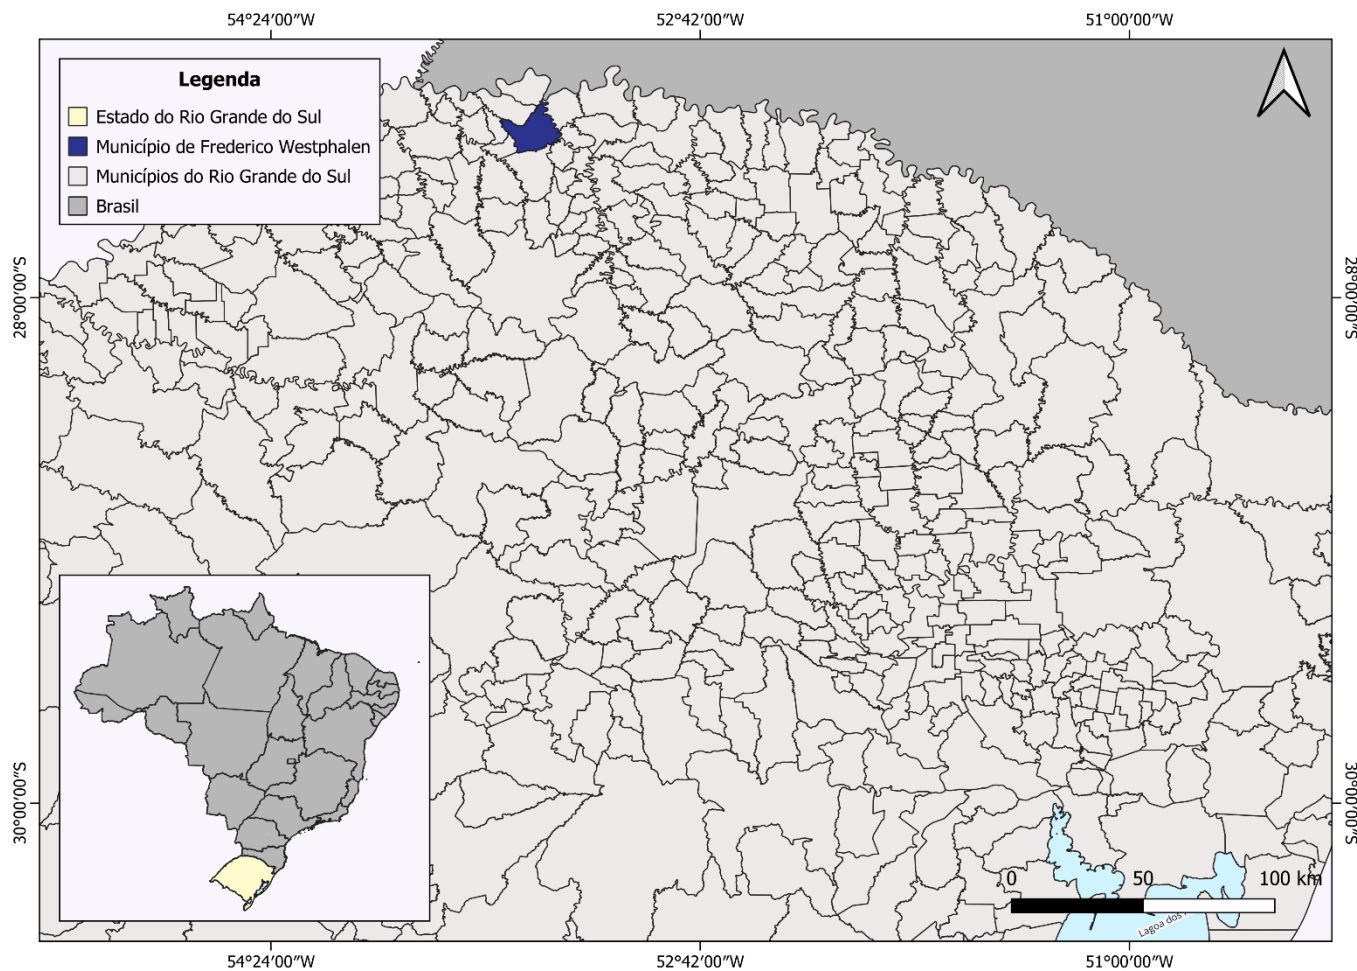 54°24′00″W 52°42′00″W 51°00′00″W
Legenda
Estado do Rio Grande do Sul
Município de Frederico Westphalen
Municípios do Rio Grande do Sul
Brasil
28°00′00″S 28°00′00″S
30°00′00″S 30°00′00″S
0 50 100 km
Lagoa dos
54°24′00″W 52°42′00″W 51°00′00″W